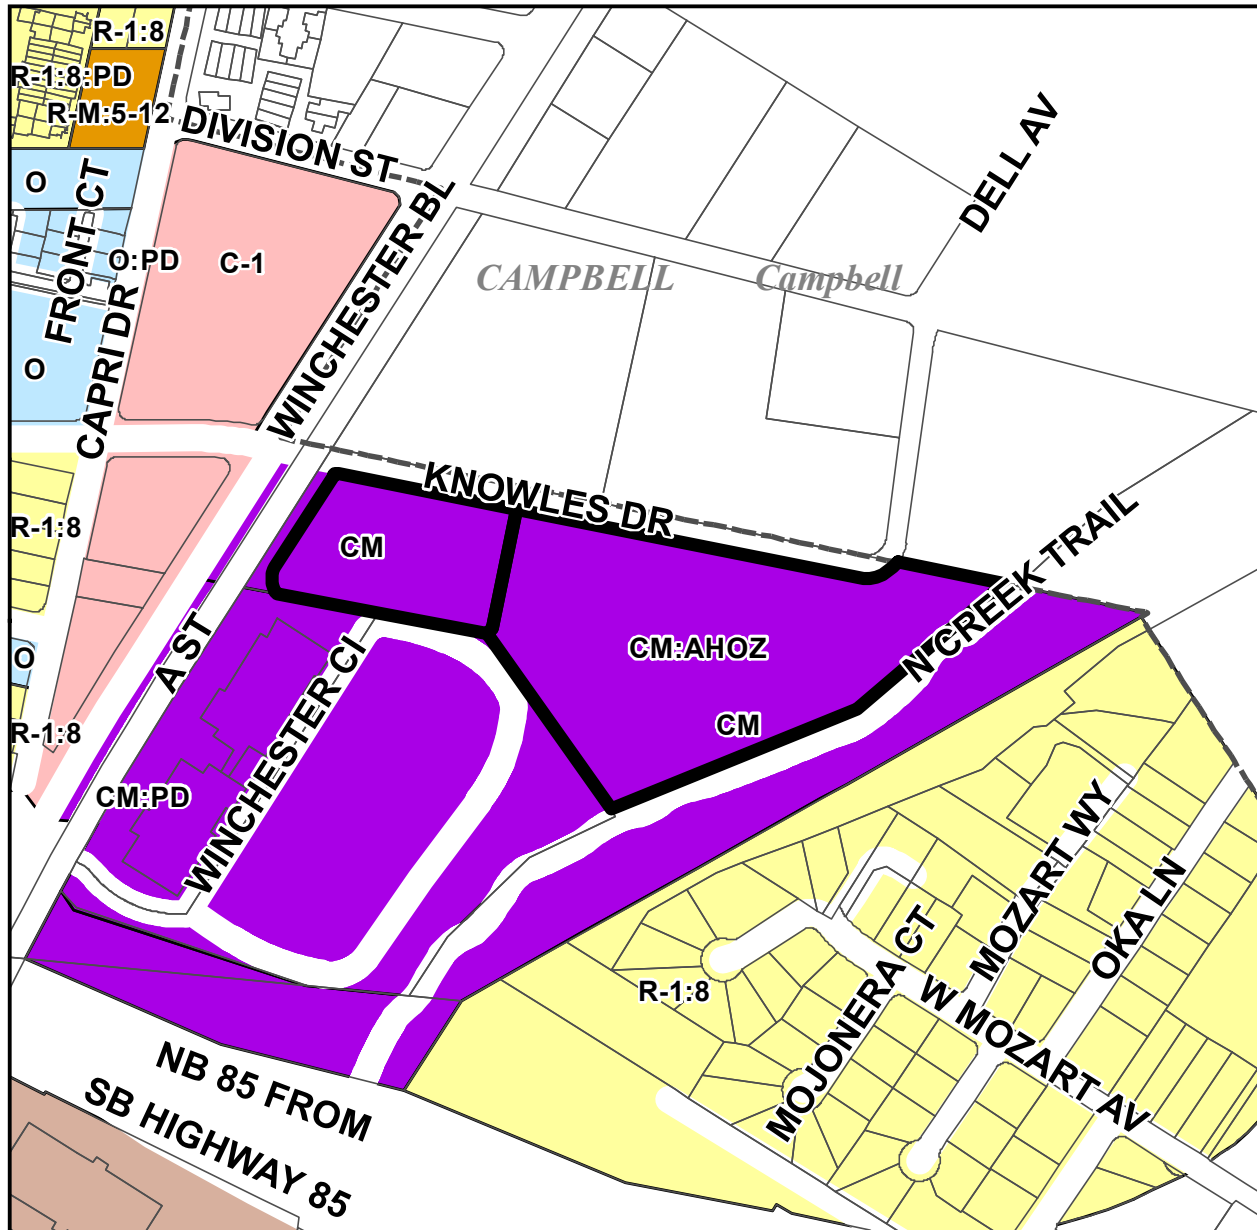 R-1:8
R-1:8:PD
R-M:5-12
DIVISION ST
DELL AV
O
FRONT CT
O:PD
C-1
WINCHESTER BL
CAMPBELL
Campbell
O
CAPRI DR
KNOWLES DR
R-1:8
CM
N CREEK TRAIL
A ST
CM:AHOZ
O
WINCHESTER CI
CM
R-1:8
CM:PD
MOZART WY
OKA LN
R-1:8
MOJONERA CT
W MOZART AV
NB 85 FROM
SB HIGHWAY 85